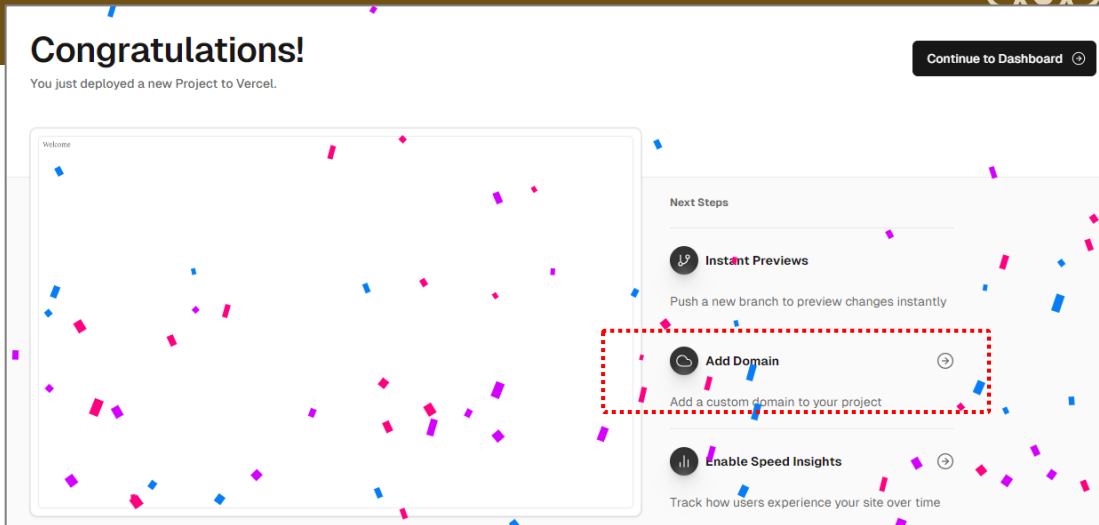 Congratulations!
You just deployed a new Project to Vercel.
Continue to Dashboard
Welcome
Next Steps
Instant Previews
Push a new branch to preview changes instantly
Add Domain
Add a custom domain to your project
Enable Speed Insights
Track how users experience your site over time